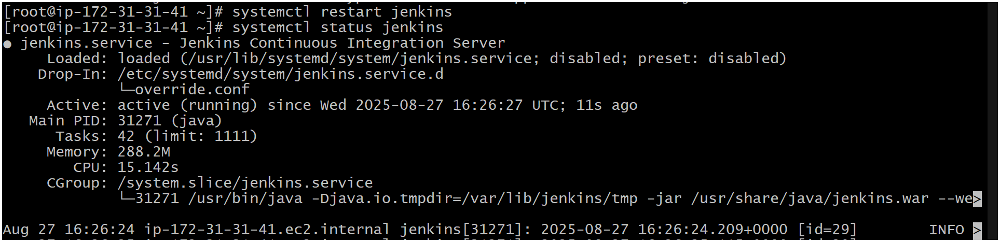 [root@ip-172-31-31-41 ~]# systemctl restart jenkins
[root@ip-172-31-31-41 ~]# systemctl status jenkins
● jenkins.service - Jenkins Continuous Integration Server
     Loaded: loaded (/usr/lib/systemd/system/jenkins.service; disabled; preset: disabled)
    Drop-In: /etc/systemd/system/jenkins.service.d
             └─override.conf
     Active: active (running) since Wed 2025-08-27 16:26:27 UTC; 11s ago
   Main PID: 31271 (java)
      Tasks: 42 (limit: 1111)
     Memory: 288.2M
        CPU: 15.142s
     CGroup: /system.slice/jenkins.service
             └─31271 /usr/bin/java -Djava.io.tmpdir=/var/lib/jenkins/tmp -jar /usr/share/java/jenkins.war --we>
Aug 27 16:26:24 ip-172-31-31-41.ec2.internal jenkins[31271]: 2025-08-27 16:26:24.209+0000 [id=29]        INFO >